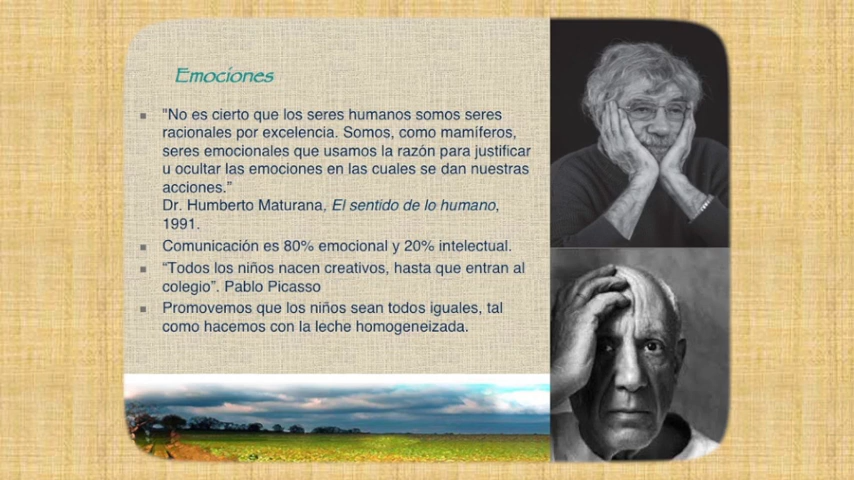 Emociones
"No es cierto que los seres humanos somos seres
racionales por excelencia. Somos, como mamíferos,
seres emocionales que usamos la razón para justificar
u ocultar las emociones en las cuales se dan nuestras
acciones.”
Dr. Humberto Maturana, El sentido de lo humano,
1991.
Comunicación es 80% emocional y 20% intelectual.
“Todos los niños nacen creativos, hasta que entran al
colegio”. Pablo Picasso
Promovemos que los niños sean todos iguales, tal
como hacemos con la leche homogeneizada.